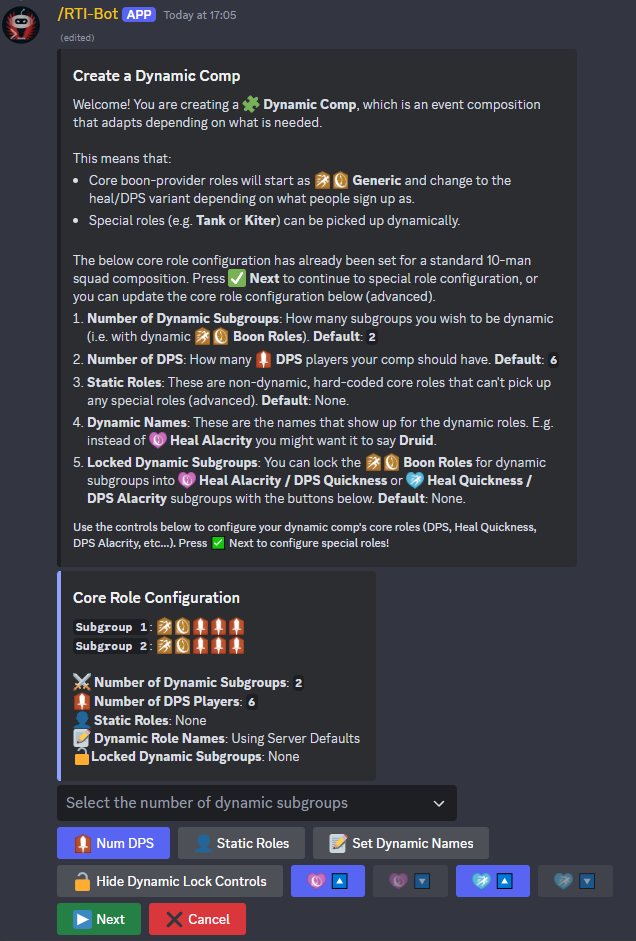 /RTI-Bot APP Today at 17:05
(edited)
Create a Dynamic Comp
Welcome! You are creating a Dynamic Comp, which is an event composition
that adapts depending on what is needed.
This means that:
• Core boon-provider roles will start as Generic and change to the
heal/DPS variant depending on what people sign up as.
• Special roles (e.g. Tank or Kiter) can be picked up dynamically.
The below core role configuration has already been set for a standard 10-man
squad composition. Press Next to continue to special role configuration, or
you can update the core role configuration below (advanced).
1. Number of Dynamic Subgroups: How many subgroups you wish to be dynamic
(i.e. with dynamic Boon Roles). Default: 2
2. Number of DPS: How many DPS players your comp should have. Default: 6
3. Static Roles: These are non-dynamic, hard-coded core roles that can't pick up
any special roles (advanced). Default: None.
4. Dynamic Names: These are the names that show up for the dynamic roles. E.g.
instead of Heal Alacrity you might want it to say Druid.
5. Locked Dynamic Subgroups: You can lock the Boon Roles for dynamic
subgroups into Heal Alacrity / DPS Quickness or Heal Quickness /
DPS Alacrity subgroups with the buttons below. Default: None.
Use the controls below to configure your dynamic comp's core roles (DPS, Heal Quickness,
DPS Alacrity, etc...). Press Next to configure special roles!
Core Role Configuration
Subgroup 1:
Subgroup 2:
Number of Dynamic Subgroups: 2
Number of DPS Players: 6
Static Roles: None
Dynamic Role Names: Using Server Defaults
Locked Dynamic Subgroups: None
Select the number of dynamic subgroups
Num DPS Static Roles Set Dynamic Names
Hide Dynamic Lock Controls
Next Cancel